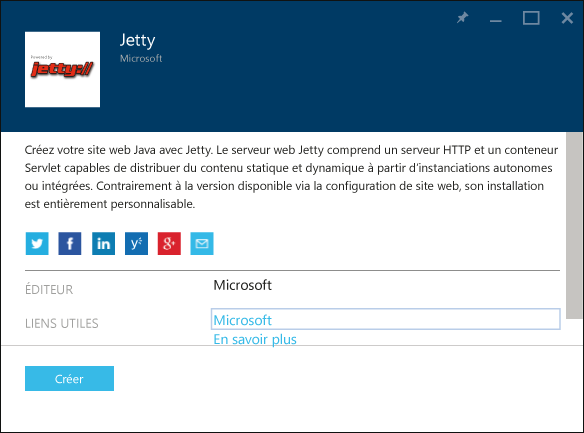 Jetty
Microsoft
Powered by
jetty://
Créez votre site web Java avec Jetty. Le serveur web Jetty comprend un serveur HTTP et un conteneur
Servlet capables de distribuer du contenu statique et dynamique à partir d'instanciations autonomes
ou intégrées. Contrairement à la version disponible via la configuration de site web, son installation
est entièrement personnalisable.
f in y g+
ÉDITEUR Microsoft
LIENS UTILES Microsoft
En savoir plus
Créer